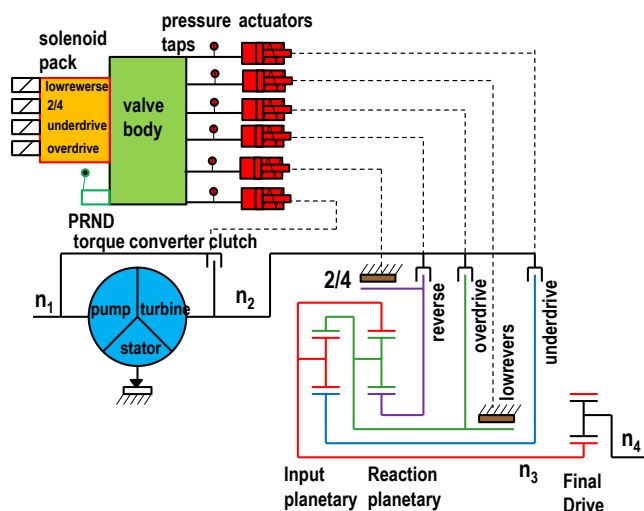 pressure actuators
taps
solenoid
pack
lowrewerse
2/4
underdrive
overdrive
valve
body
PRND
torque converter clutch
n1
n2
pump
turbine
stator
2/4
reverse
overdrive
lowrevers
underdrive
n3
n4
Input
planetary
Reaction
planetary
Final
Drive